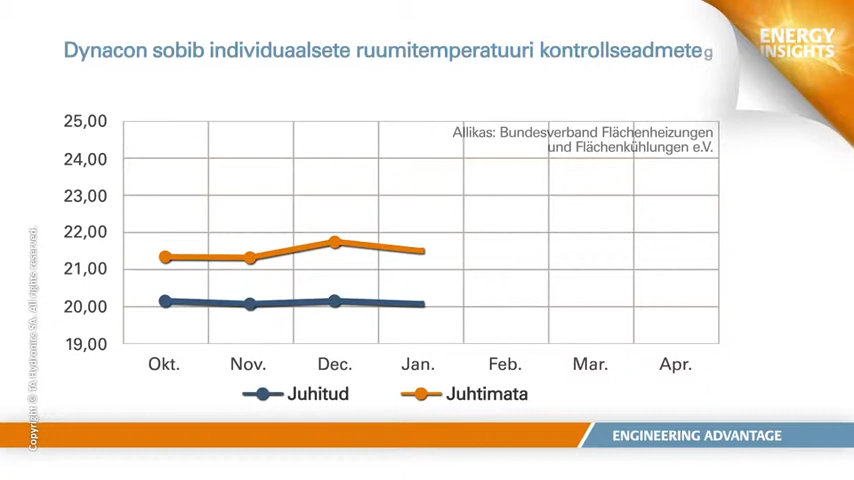 Dynacon sobib individuaalsete ruumitemperatuuri kontrollseadmeteg
ENERGY
INSIGHTS
Allikas: Bundesverband Flächenheizungen
und Flächenkühlungen e.V.
25,00
24,00
23,00
22,00
21,00
20,00
19,00
Okt. Nov. Dec. Jan. Feb. Mar. Apr.
Juhitud Juhtimata
ENGINEERING ADVANTAGE
Copyright © TA Hydronics SA. All rights reserved.